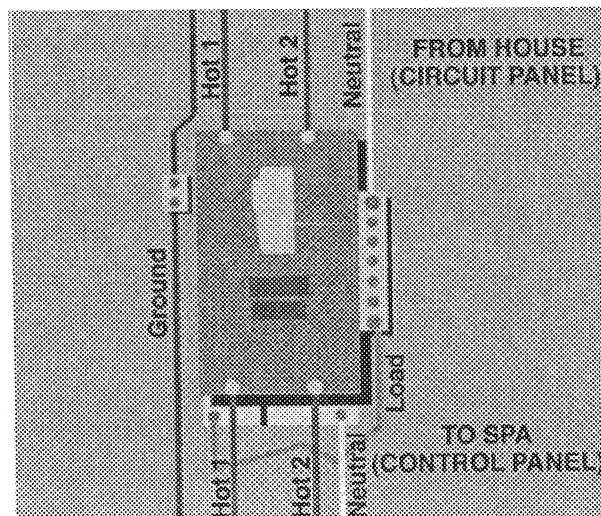 Hot 1
Hot 2
Neutral
FROM HOUSE
(CIRCUIT PANEL)
Ground
Load
Hot 1
Hot 2
Neutral
TO SPA
(CONTROL PANEL)